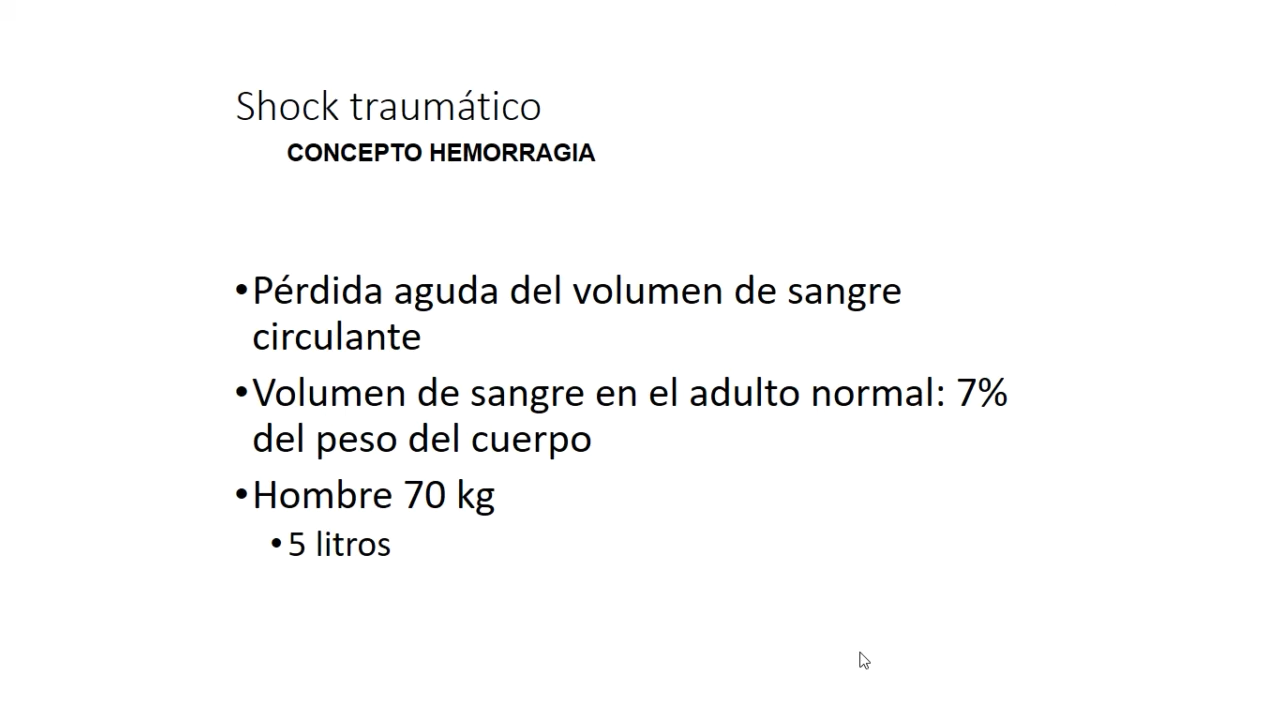 Shock traumático
CONCEPTO HEMORRAGIA
•Pérdida aguda del volumen de sangre
circulante
•Volumen de sangre en el adulto normal: 7%
del peso del cuerpo
•Hombre 70 kg
•5 litros